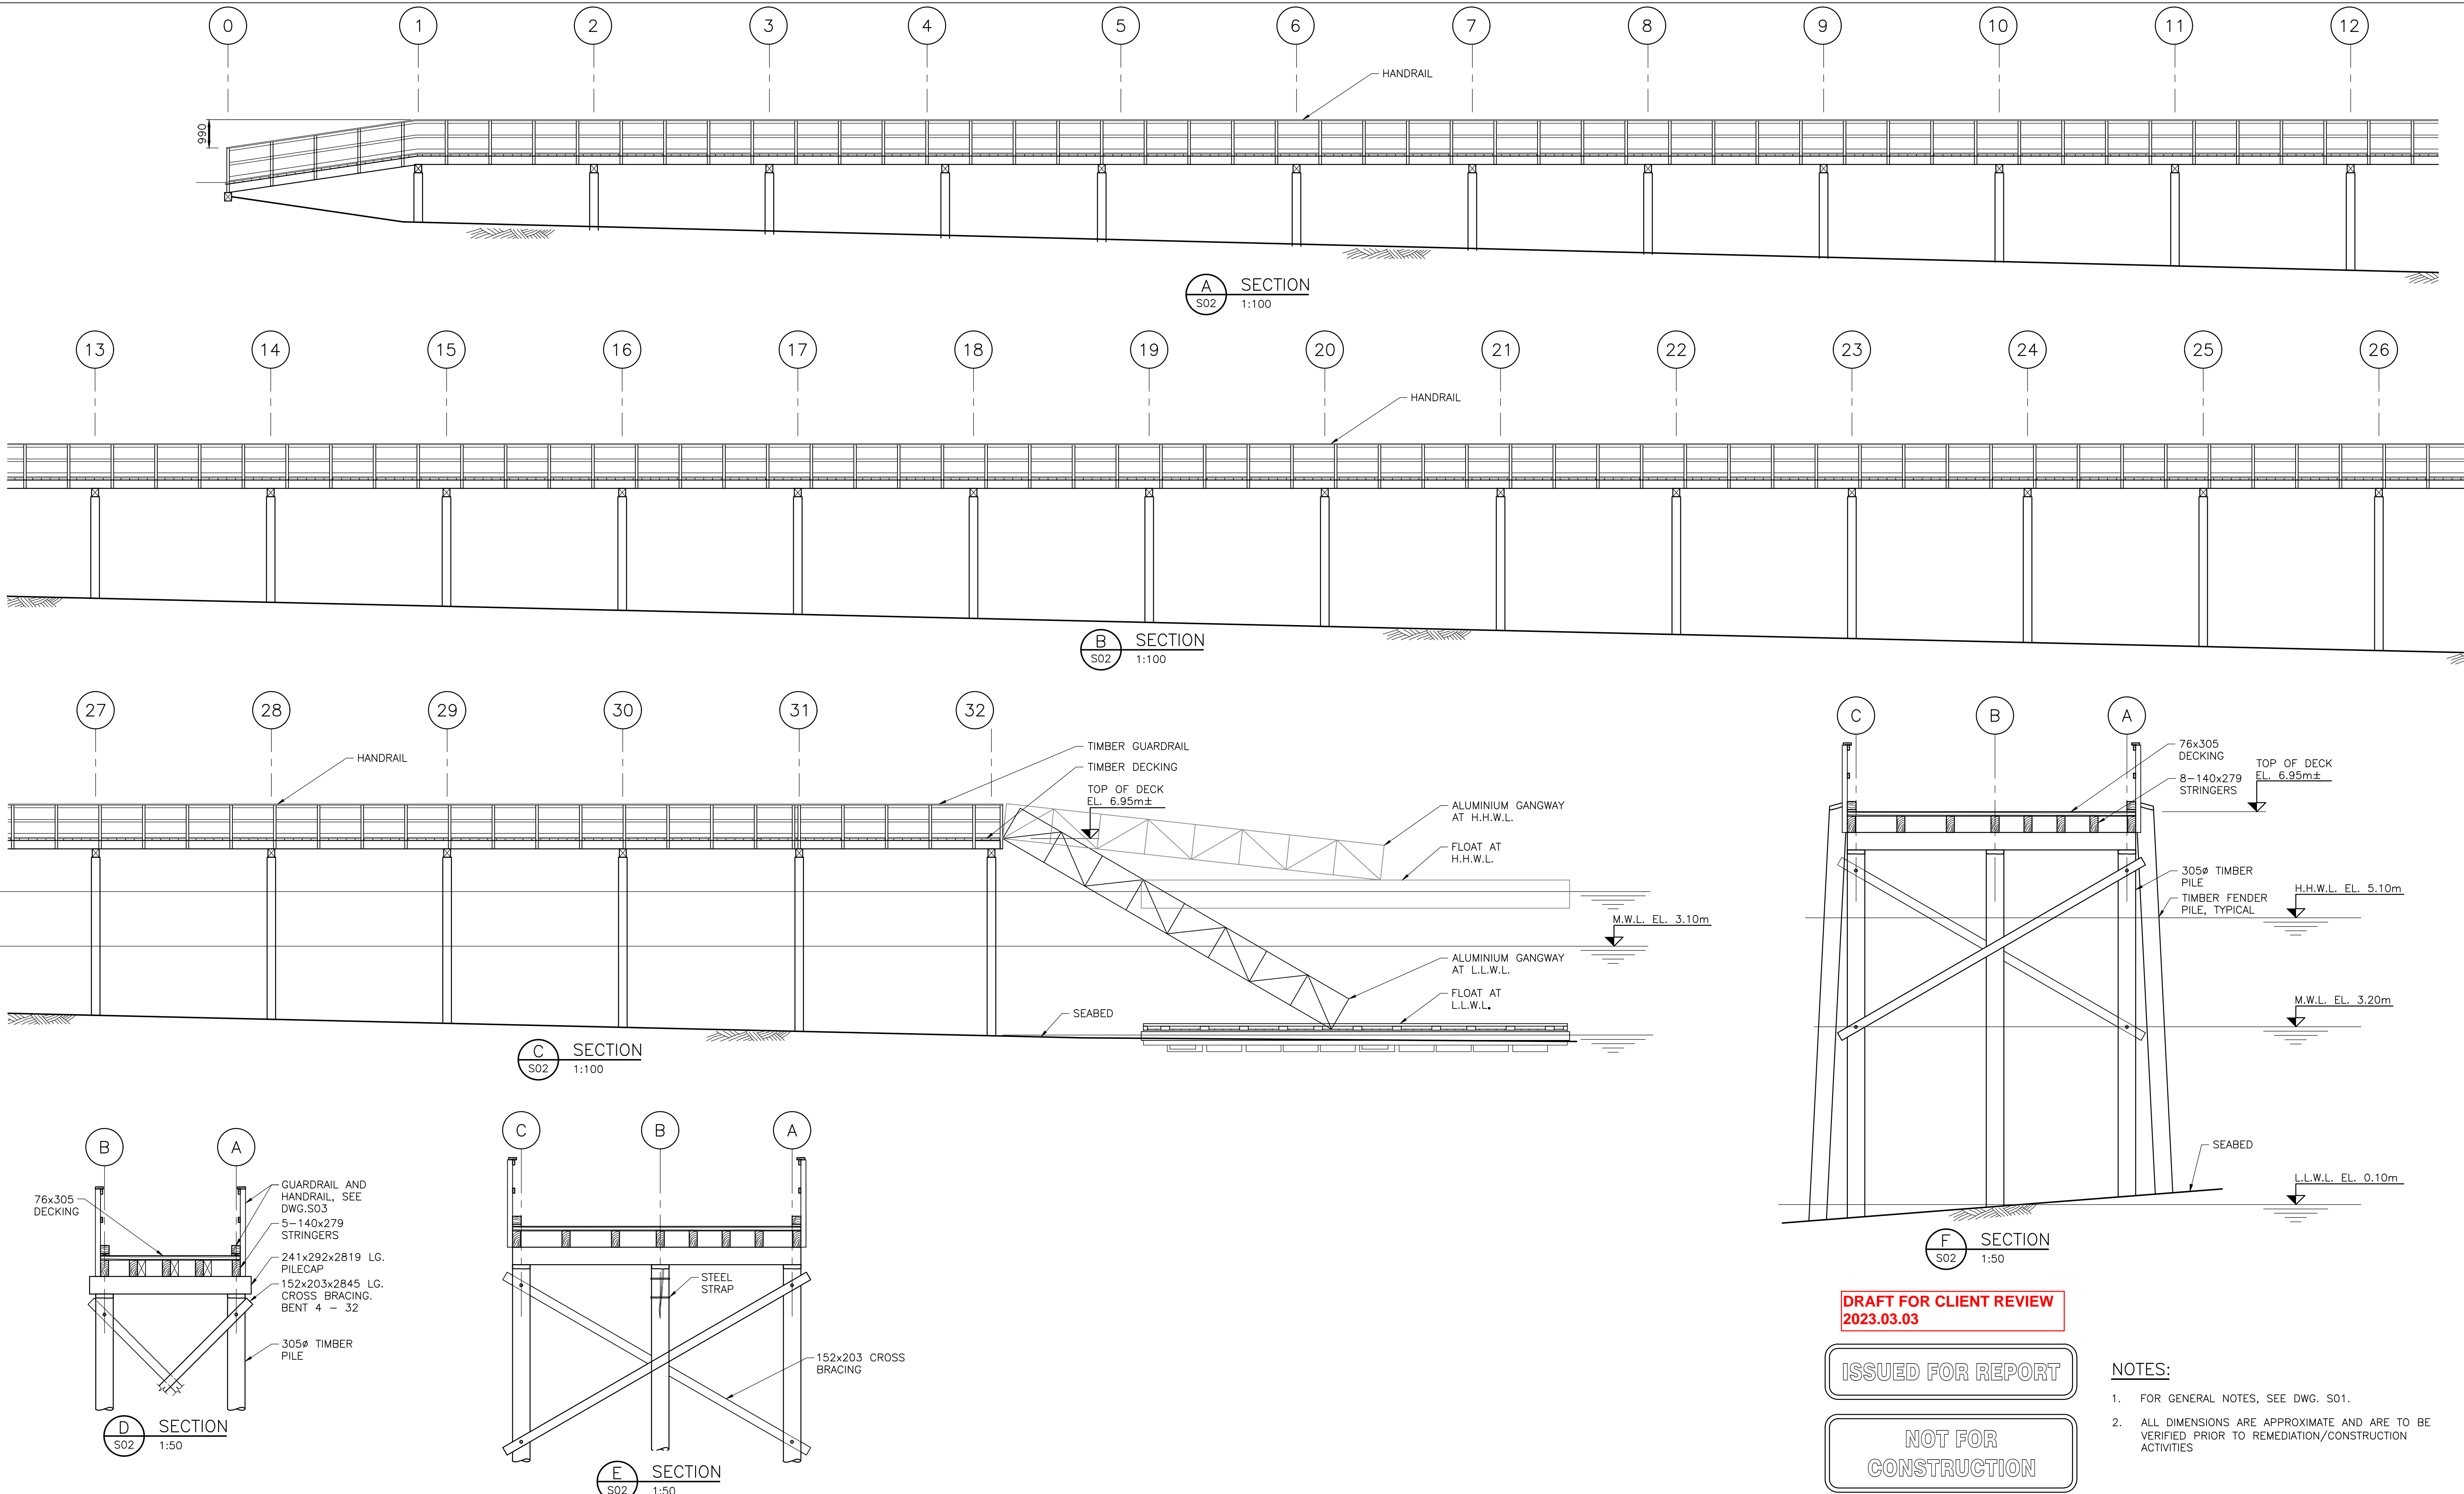 0 1 2 3 4 5 6 7 8 9 10 11 12
HANDRAIL
990
A SECTION
S02 1:100
13 14 15 16 17 18 19 20 21 22 23 24 25 26
HANDRAIL
B SECTION
S02 1:100
27 28 29 30 31 32
HANDRAIL
TIMBER GUARDRAIL
TIMBER DECKING
TOP OF DECK
EL. 6.95m±
ALUMINIUM GANGWAY
AT H.H.W.L.
FLOAT AT
H.H.W.L.
M.W.L. EL. 3.10m
ALUMINIUM GANGWAY
AT L.L.W.L.
FLOAT AT
L.L.W.L.
SEABED
C SECTION
S02 1:100
C B A
76x305
DECKING
TOP OF DECK
EL. 6.95m±
8-140x279
STRINGERS
305ø TIMBER
PILE
TIMBER FENDER
PILE, TYPICAL
H.H.W.L. EL. 5.10m
M.W.L. EL. 3.20m
SEABED
L.L.W.L. EL. 0.10m
F SECTION
S02 1:50
B A
76x305
DECKING
GUARDRAIL AND
HANDRAIL, SEE
DWG.S03
5-140x279
STRINGERS
241x292x2819 LG.
PILECAP
152x203x2845 LG.
CROSS BRACING.
BENT 4 - 32
305ø TIMBER
PILE
D SECTION
S02 1:50
C B A
STEEL
STRAP
152x203 CROSS
BRACING
E SECTION
S02 1:50
DRAFT FOR CLIENT REVIEW
2023.03.03
ISSUED FOR REPORT
NOT FOR
CONSTRUCTION
NOTES:
1. FOR GENERAL NOTES, SEE DWG. S01.
2. ALL DIMENSIONS ARE APPROXIMATE AND ARE TO BE
VERIFIED PRIOR TO REMEDIATION/CONSTRUCTION
ACTIVITIES